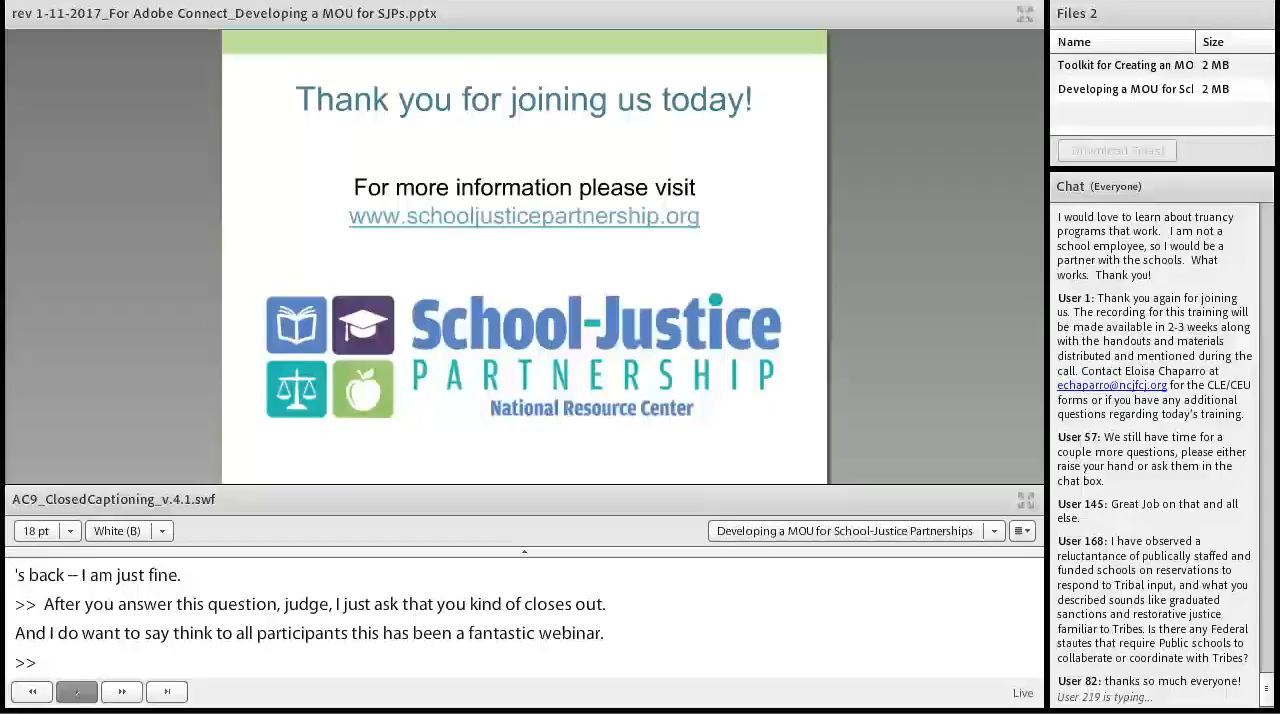 rev 1-11-2017_For Adobe Connect_Developing a MOU for SJPs.pptx
Thank you for joining us today!
For more information please visit
www.schooljusticepartnership.org
School-Justice
PARTNERSHIP
National Resource Center
AC9_ClosedCaptioning_v.4.1.swf
18 pt
White (B)
Developing a MOU for School-Justice Partnerships
's back -- I am just fine.
>> After you answer this question, judge, I just ask that you kind of closes out.
And I do want to say think to all participants this has been a fantastic webinar.
>>
Live
Files 2
Name Size
Toolkit for Creating an MO 2 MB
Developing a MOU for Scl 2 MB
Download File(s)
Chat (Everyone)
I would love to learn about truancy
programs that work. I am not a
school employee, so I would be a
partner with the schools. What
works. Thank you!
User 1: Thank you again for joining
us. The recording for this training will
be made available in 2-3 weeks along
with the handouts and materials
distributed and mentioned during the
call. Contact Eloisa Chaparro at
echaparro@ncjfcj.org for the CLE/CEU
forms or if you have any additional
questions regarding today's training.
User 57: We still have time for a
couple more questions, please either
raise your hand or ask them in the
chat box.
User 145: Great Job on that and all
else.
User 168: I have observed a
reluctantance of publically staffed and
funded schools on reservations to
respond to Tribal input, and what you
described sounds like graduated
sanctions and restorative justice
familiar to Tribes. Is there any Federal
stautes that require Public schools to
collaberate or coordinate with Tribes?
User 82: thanks so much everyone!
User 219 is typing...